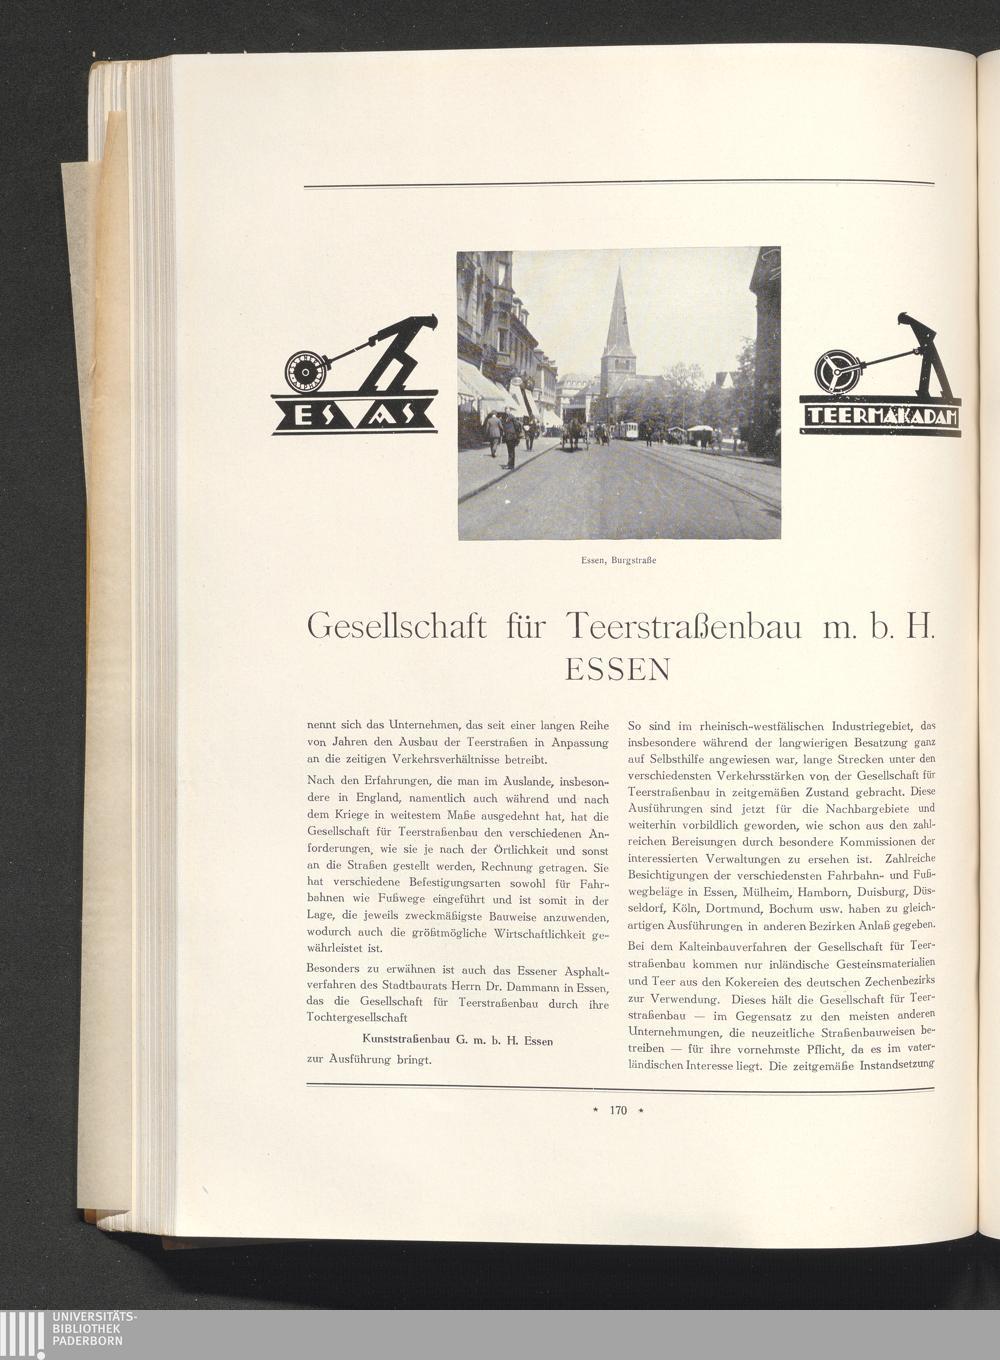 ES AS
TEERMAKADAM
Essen, Burgstraße
Gesellschaft für Teerstraßenbau m. b. H.
ESSEN
nennt sich das Unternehmen, das seit einer langen Reihe
von Jahren den Ausbau der Teerstraßen in Anpassung
an die zeitigen Verkehrsverhältnisse betreibt.
Nach den Erfahrungen, die man im Auslande, insbeson-
dere in England, namentlich auch während und nach
dem Kriege in weitestem Maße ausgedehnt hat, hat die
Gesellschaft für Teerstraßenbau den verschiedenen An-
forderungen, wie sie je nach der Örtlichkeit und sonst
an die Straßen gestellt werden, Rechnung getragen. Sie
hat verschiedene Befestigungsarten sowohl für Fahr-
bahnen wie Fußwege eingeführt und ist somit in der
Lage, die jeweils zweckmäßigste Bauweise anzuwenden,
wodurch auch die größtmögliche Wirtschaftlichkeit ge-
währleistet ist.
Besonders zu erwähnen ist auch das Essener Asphalt-
verfahren des Stadtbaurats Herrn Dr. Dammann in Essen,
das die Gesellschaft für Teerstraßenbau durch ihre
Tochtergesellschaft
Kunststraßenbau G. m. b. H. Essen
zur Ausführung bringt.
So sind im rheinisch-westfälischen Industriegebiet, das
insbesondere während der langwierigen Besatzung ganz
auf Selbsthilfe angewiesen war, lange Strecken unter den
verschiedensten Verkehrsstärken von der Gesellschaft für
Teerstraßenbau in zeitgemäßen Zustand gebracht. Diese
Ausführungen sind jetzt für die Nachbargebiete und
weiterhin vorbildlich geworden, wie schon aus den zahl-
reichen Bereisungen durch besondere Kommissionen der
interessierten Verwaltungen zu ersehen ist. Zahlreiche
Besichtigungen der verschiedensten Fahrbahn- und Fuß-
wegbeläge in Essen, Mülheim, Hamborn, Duisburg, Düs-
seldorf, Köln, Dortmund, Bochum usw. haben zu gleich-
artigen Ausführungen in anderen Bezirken Anlaß gegeben.
Bei dem Kalteinbauverfahren der Gesellschaft für Teer-
straßenbau kommen nur inländische Gesteinsmaterialien
und Teer aus den Kokereien des deutschen Zechenbezirks
zur Verwendung. Dieses hält die Gesellschaft für Teer-
straßenbau — im Gegensatz zu den meisten anderen
Unternehmungen, die neuzeitliche Straßenbauweisen be-
treiben — für ihre vornehmste Pflicht, da es im vater-
ländischen Interesse liegt. Die zeitgemäße Instandsetzung
* 170 *
UNIVERSITÄTS-
BIBLIOTHEK
PADERBORN